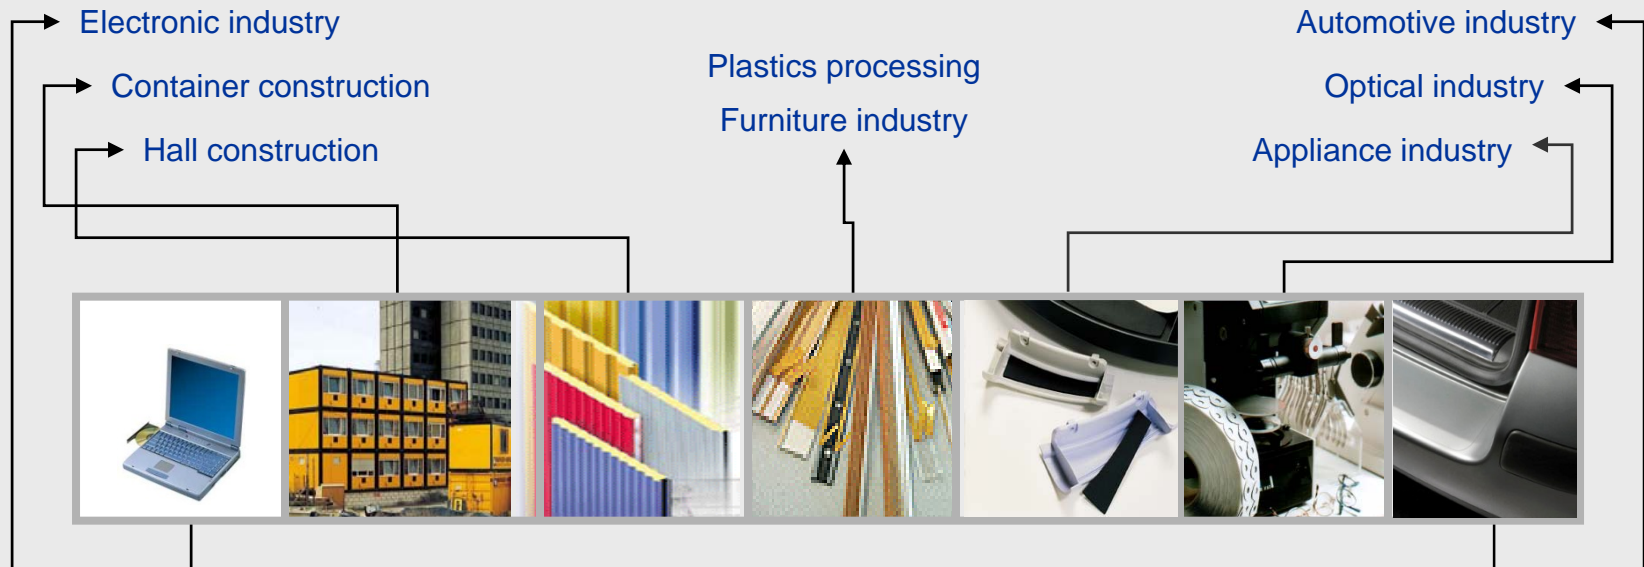 Electronic industry
Container construction
Hall construction
Plastics processing
Furniture industry
Automotive industry
Optical industry
Appliance industry